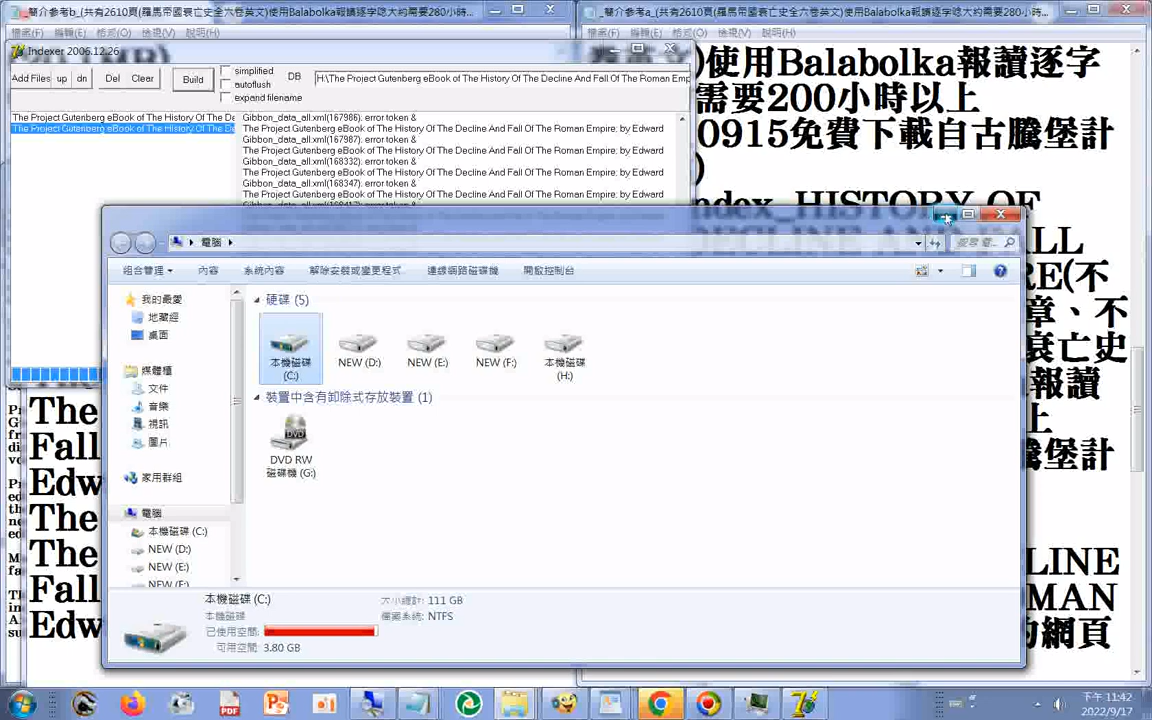 _簡介參考b_(共有2610頁(羅馬帝國衰亡史全六卷英文)使用Balabolka報讀逐字唸大約需要280小時...
_簡介參考a_(共有2610頁(羅馬帝國衰亡史全六卷英文)使用Balabolka報讀逐字唸大約需要280小時...
檔案(F) 編輯(E) 格式(O) 檢視(V) 說明(H)
檔案(F) 編輯(E) 格式(O) 檢視(V) 說明(H)
Indexer 2006.12.26
Add Files up dn Del Clear Build
simplified
autoflush
expand filename
DB
H:\The Project Gutenberg eBook of The History Of The Decline And Fall Of The Roman Emp
The Project Gutenberg eBook of The History Of The De
The Project Gutenberg eBook of The History Of The De
Gibbon_data_all.xml(167986): error token &
The Project Gutenberg eBook of The History Of The Decline And Fall Of The Roman Empire: by Edward
Gibbon_data_all.xml(167987): error token &
The Project Gutenberg eBook of The History Of The Decline And Fall Of The Roman Empire: by Edward
Gibbon_data_all.xml(168332): error token &
The Project Gutenberg eBook of The History Of The Decline And Fall Of The Roman Empire: by Edward
Gibbon_data_all.xml(168347): error token &
The Project Gutenberg eBook of The History Of The Decline And Fall Of The Roman Empire: by Edward
)使用Balabolka報讀逐字
需要200小時以上
0915免費下載自古騰堡計
)
ndex_HISTORY OF
DECLINE AND FALL
RE(不
章、不
衰亡史
報讀
上
騰堡計
LINE
MAN
網頁
電腦
組合管理
內容
系統內容
解除安裝或變更程式
連線網路磁碟機
開啟控制台
我的最愛
地藏經
桌面
媒體櫃
文件
音樂
視訊
圖片
家用群組
電腦
本機磁碟 (C:)
NEW (D:)
NEW (E:)
NEW (F:)
硬碟 (5)
本機磁碟 (C:)
NEW (D:)
NEW (E:)
NEW (F:)
本機磁碟 (H:)
裝置中含有卸除式存放裝置 (1)
DVD
DVD RW 磁碟機 (G:)
本機磁碟 (C:)
本機磁碟
已使用空間:
可用空間: 3.80 GB
大小總計: 111 GB
檔案系統: NTFS
The
Fall
Edw
The
The
Fall
Edw
PDF
下午 11:42
2022/9/17